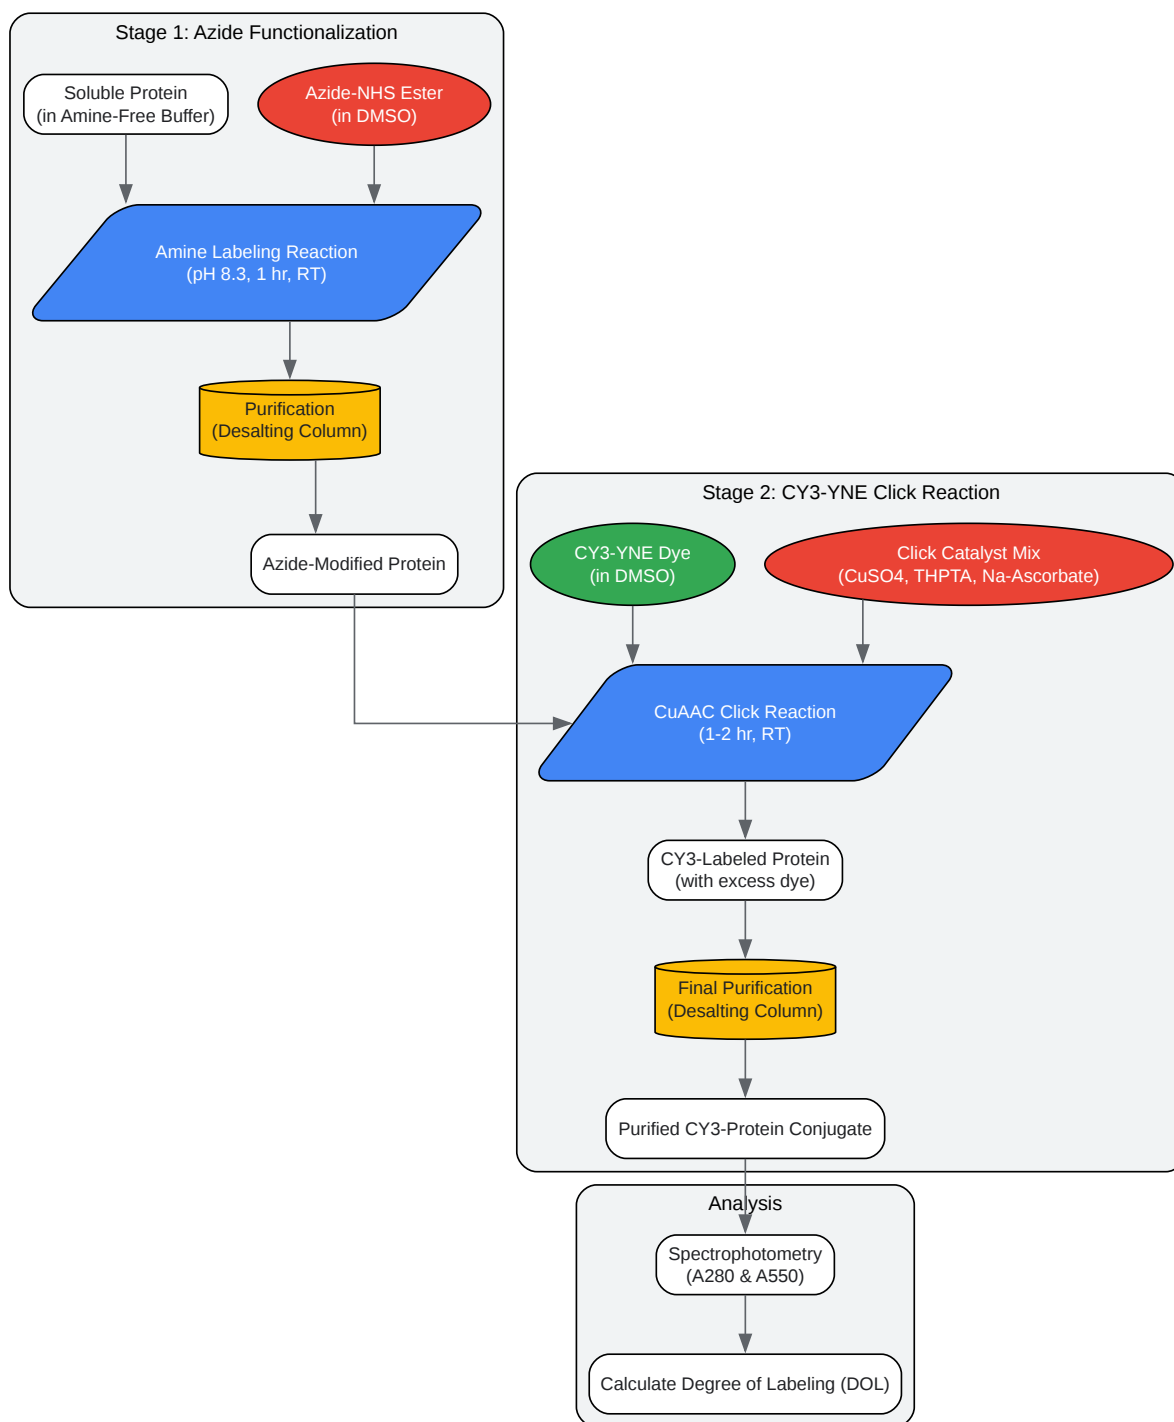 Stage 1: Azide Functionalization
Soluble Protein
(in Amine-Free Buffer)
Azide-NHS Ester
(in DMSO)
Amine Labeling Reaction
(pH 8.3, 1 hr, RT)
Purification
(Desalting Column)
Azide-Modified Protein
Stage 2: CY3-YNE Click Reaction
CY3-YNE Dye
(in DMSO)
Click Catalyst Mix
(CuSO4, THPTA, Na-Ascorbate)
CuAAC Click Reaction
(1-2 hr, RT)
CY3-Labeled Protein
(with excess dye)
Final Purification
(Desalting Column)
Purified CY3-Protein Conjugate
Analysis
Spectrophotometry
(A280 & A550)
Calculate Degree of Labeling (DOL)